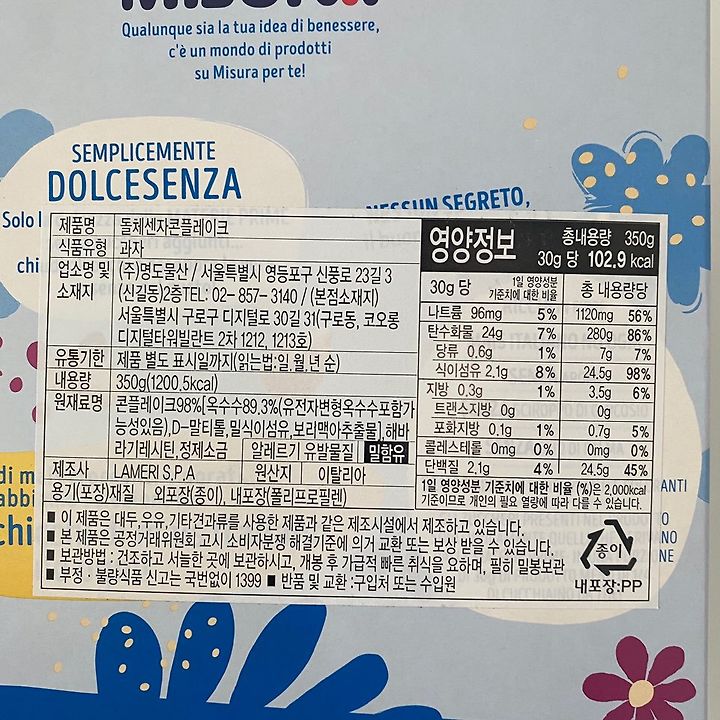 Qualunque sia la tua idea di benessere,
c'è un mondo di prodotti
su Misura per te!
SEMPLICEMENTE
DOLCESENZA
NESSUN SEGRETO,
Solo l
chi
제품명 돌체센자콘플레이크
식품유형 과자
업소명 및 소재지 (주)명도물산 / 서울특별시 영등포구 신풍로 23길 3
(신길동)2층TEL: 02- 857- 3140 / (본점소재지)
서울특별시 구로구 디지털로 30길 31(구로동, 코오롱
디지털타워빌란트 2차 1212, 1213호)
유통기한 제품 별도 표시일까지(읽는법:일.월.년 순)
내용량 350g(1200.5kcal)
원재료명 콘플레이크98%[옥수수89.3%(유전자변형옥수수포함가
능성있음),D-말티톨,밀식이섬유,보리맥아추출물],해바
라기레시틴,정제소금 알레르기 유발물질 밀함유
제조사 LAMERI S.P.A 원산지 이탈리아
용기(포장)재질 외포장(종이), 내포장(폴리프로필렌)
영양정보 총내용량 350g
30g 당 102.9 kcal
30g 당 1일 영양성분 기준치에 대한 비율 총 내용량당
나트륨 96mg 5% 1120mg 56%
탄수화물 24g 7% 280g 86%
당류 0.6g 1% 7g 7%
식이섬유 2.1g 8% 24.5g 98%
지방 0.3g 1% 3.5g 6%
트랜스지방 0g 0g
포화지방 0.1g 1% 0.7g 5%
콜레스테롤 0mg 0% 0mg 0%
단백질 2.1g 4% 24.5g 45%
1일 영양성분 기준치에 대한 비율 (%)은 2,000kcal
기준이므로 개인의 필요 열량에 따라 다를 수 있습니다.
■ 이 제품은 대두,우유,기타견과류를 사용한 제품과 같은 제조시설에서 제조하고 있습니다.
■ 본 제품은 공정거래위원회 고시 소비자분쟁 해결기준에 의거 교환 또는 보상 받을 수 있습니다.
■ 보관방법 : 건조하고 서늘한 곳에 보관하시고, 개봉 후 가급적 빠른 취식을 요하며, 필히 밀봉보관
■ 부정 · 불량식품 신고는 국번없이 1399 ■ 반품 및 교환 :구입처 또는 수입원
종이
내포장:PP
di m
abbi
chi
ANTI
O
NO
NE